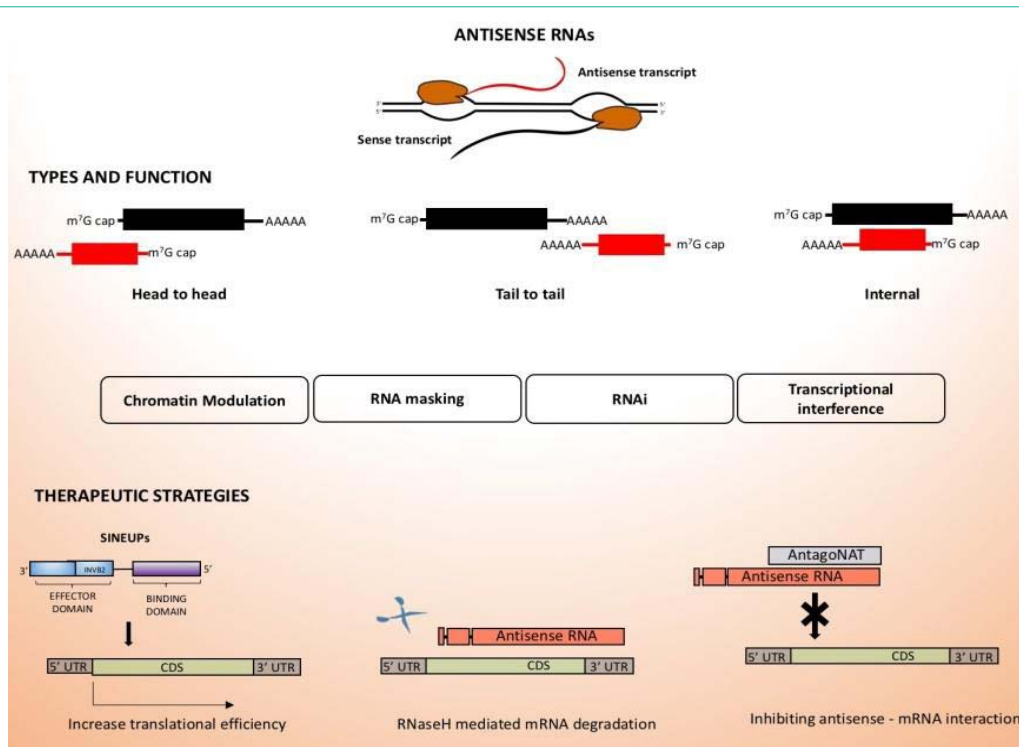 ANTISENSE RNAs
Antisense transcript
3' 5'
5' 3'
Sense transcript
TYPES AND FUNCTION
m⁷G cap AAAAA
AAAAA m⁷G cap
Head to head
m⁷G cap AAAAA
AAAAA m⁷G cap
Tail to tail
m⁷G cap AAAAA
AAAAA m⁷G cap
Internal
Chromatin Modulation
RNA masking
RNAi
Transcriptional
interference
THERAPEUTIC STRATEGIES
SINEUPs
3' INVB2 5'
EFFECTOR
DOMAIN
BINDING
DOMAIN
5' UTR CDS 3' UTR
Increase translational efficiency
Antisense RNA
5' UTR CDS 3' UTR
RNaseH mediated mRNA degradation
AntagoNAT
Antisense RNA
5' UTR CDS 3' UTR
Inhibiting antisense - mRNA interaction